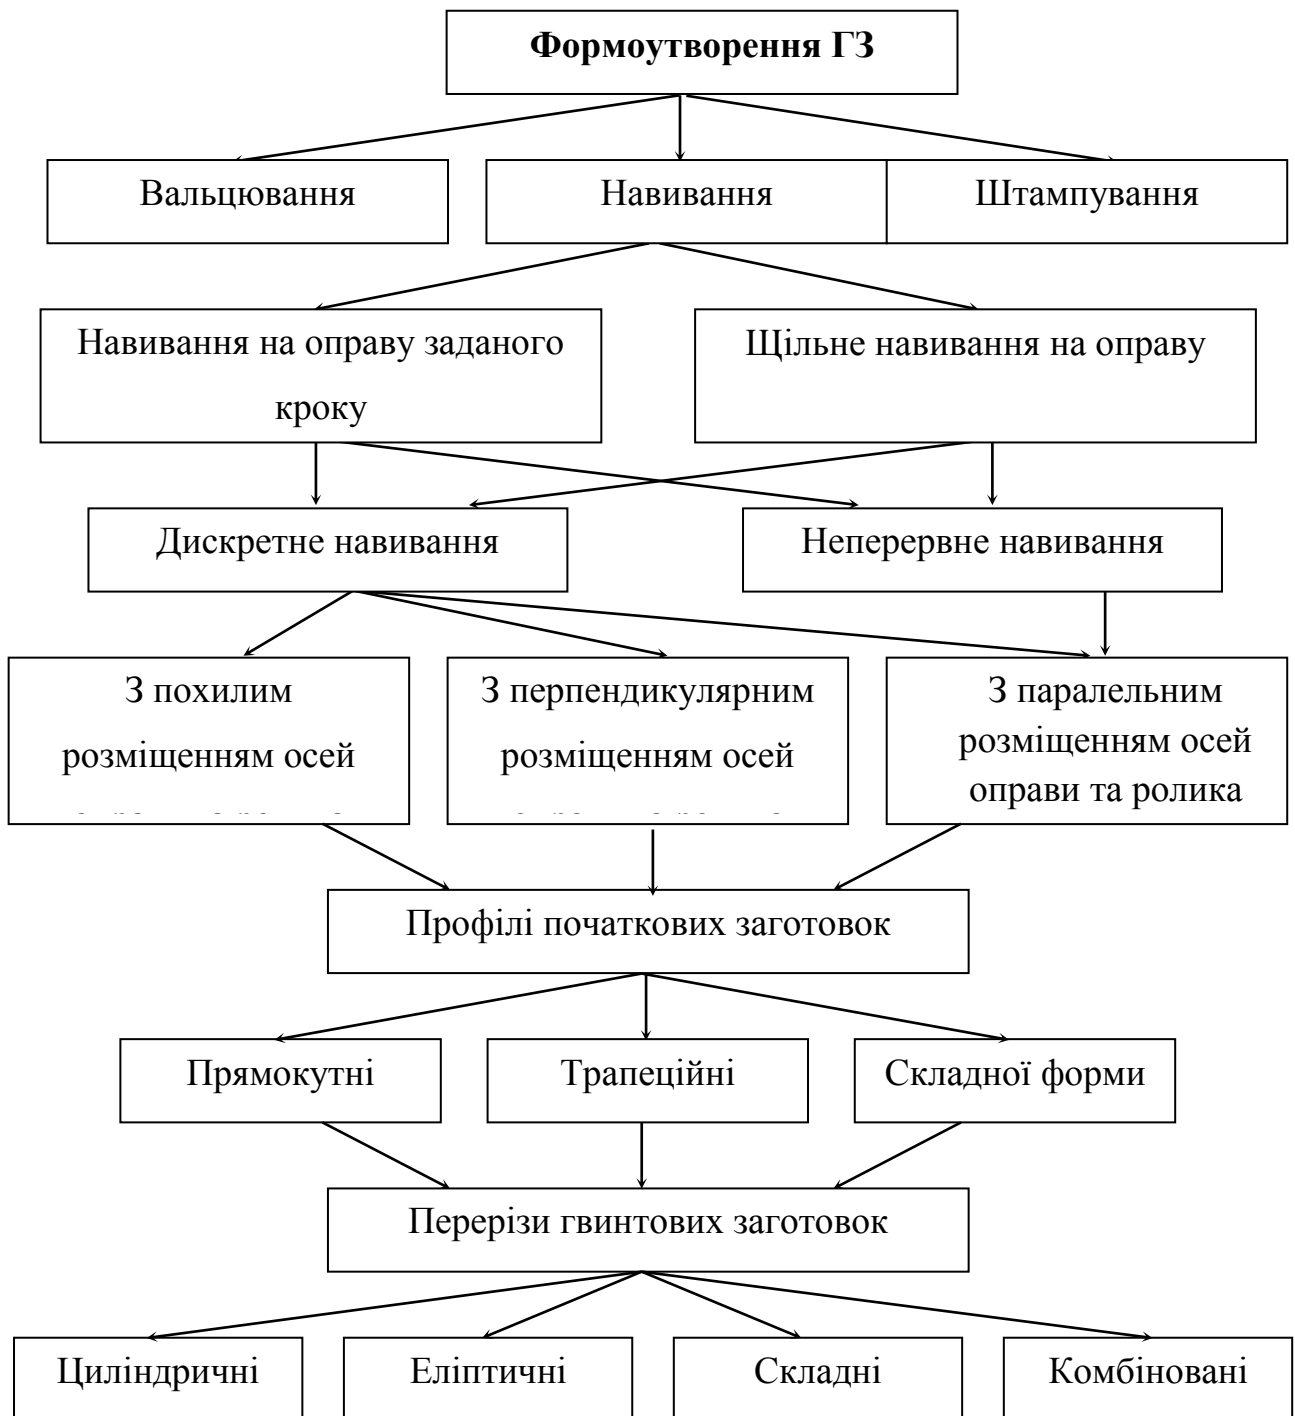 Формоутворення ГЗ
Вальцювання
Навивання
Штампування
Навивання на оправу заданого
кроку
Щільне навивання на оправу
Дискретне навивання
Неперервне навивання
З похилим
розміщенням осей
З перпендикулярним
розміщенням осей
З паралельним
розміщенням осей
оправи та ролика
Профілі початкових заготовок
Прямокутні
Трапеційні
Складної форми
Перерізи гвинтових заготовок
Циліндричні
Еліптичні
Складні
Комбіновані